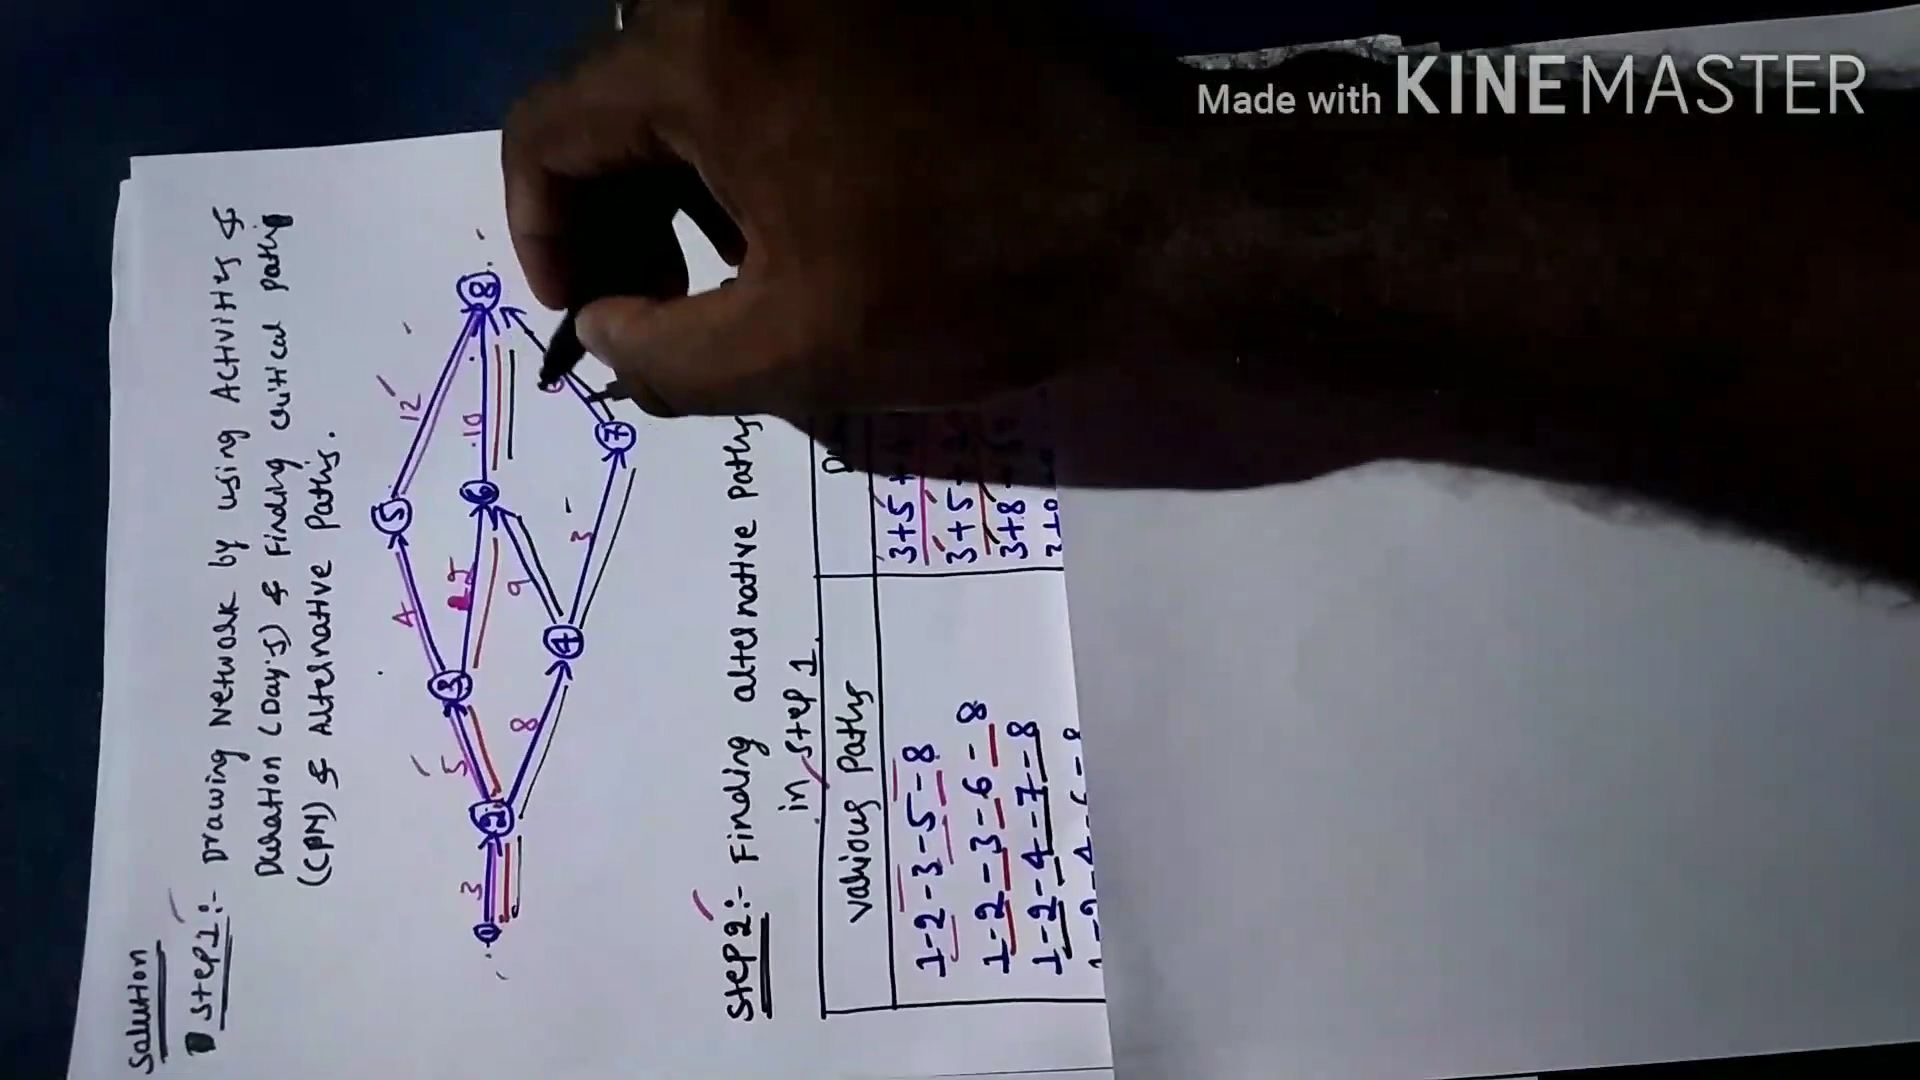 Made with KINEMASTER
Solution
Step 1:- Drawing Network by using Activities &
Duration (Days) & Finding critical path
(CPM) & Alternative Paths.
1 2 3 4 5 6 7 8
3 5 8 4 9 12 10
Step 2:- Finding alternative paths
in step 1
Various Paths
1-2-3-5-8 3+5+
1-2-3-6-8 3+5+
1-2-4-7-8 3+8